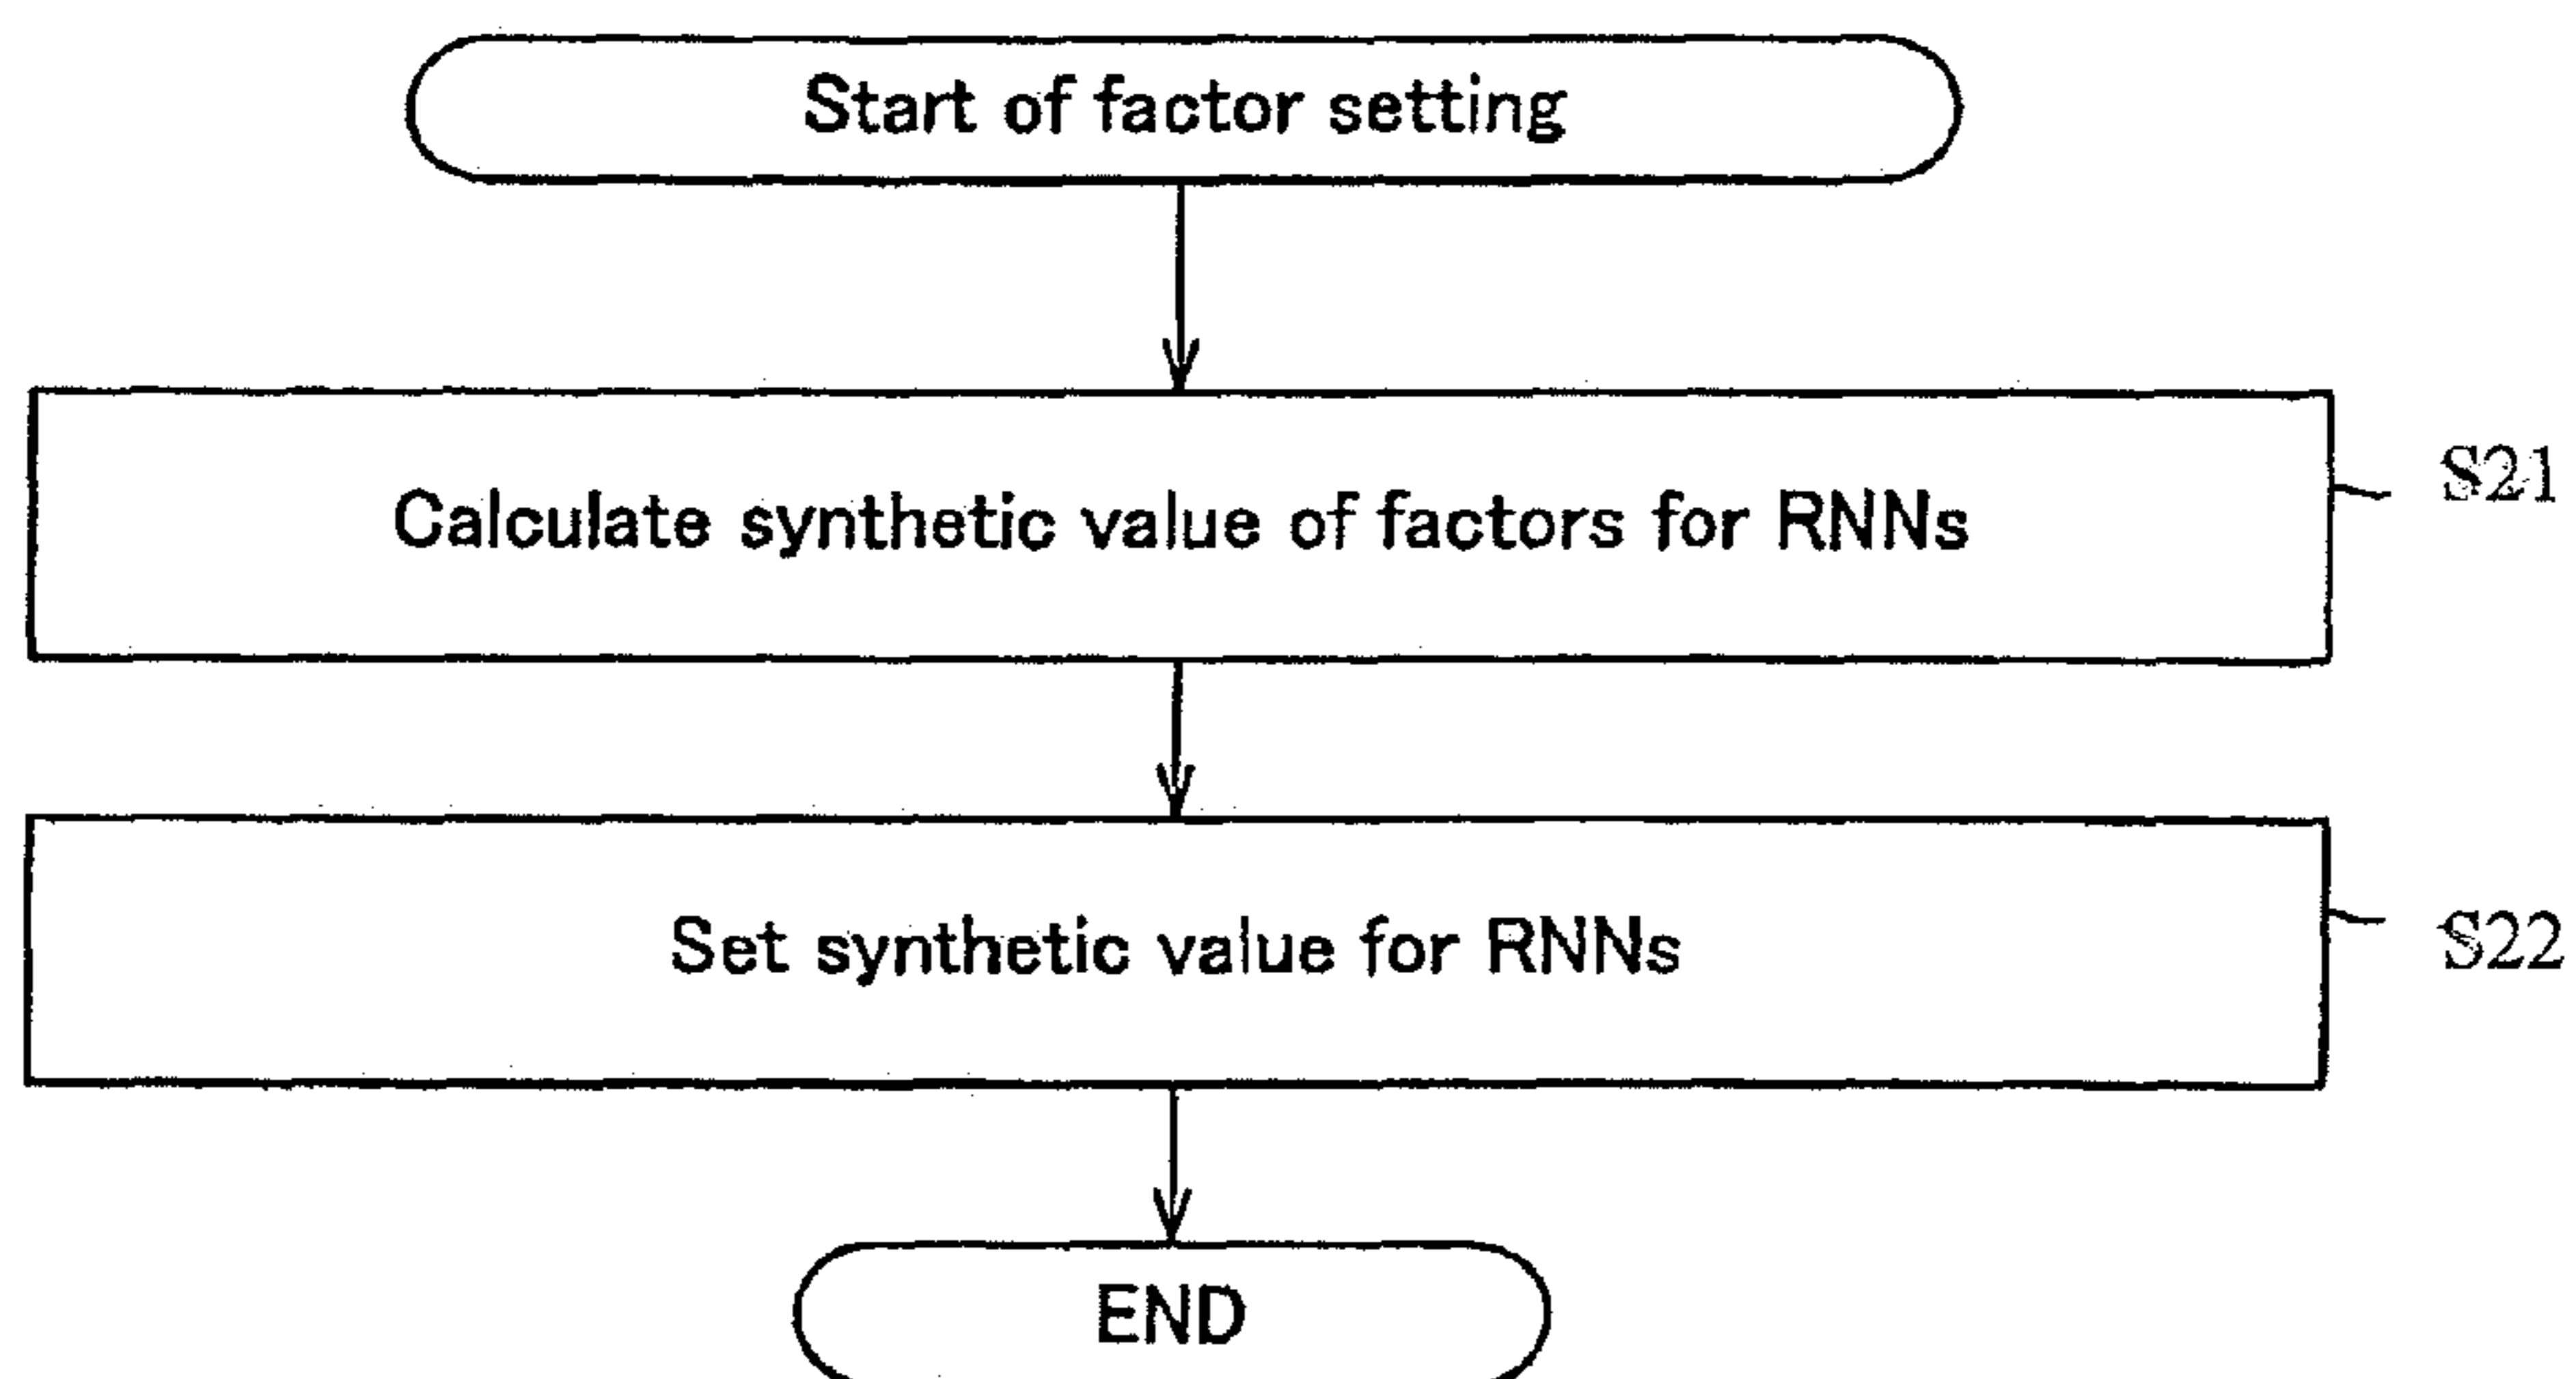 Start of factor setting
Calculate synthetic value of factors for RNNs
S21
Set synthetic value for RNNs
S22
END